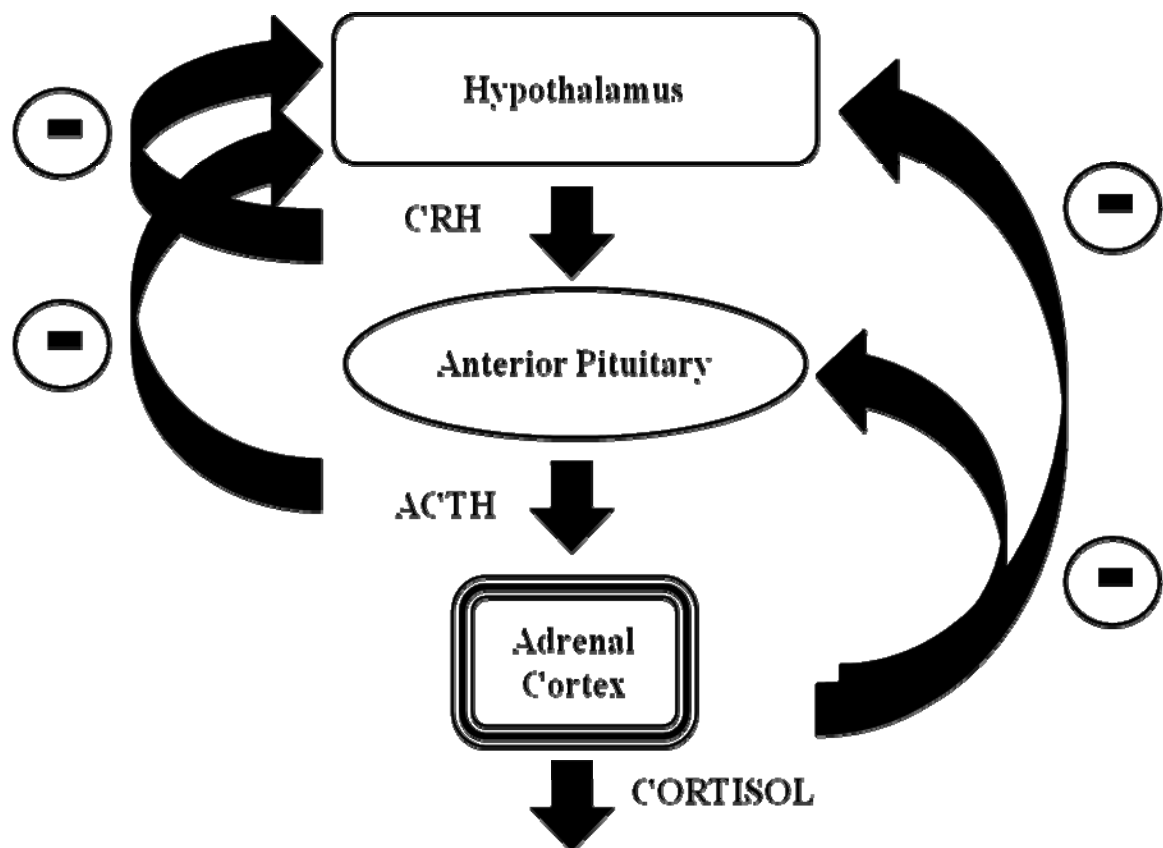 Hypothalamus
-
-
CRH
-
Anterior Pituitary
ACTH
-
Adrenal
Cortex
CORTISOL